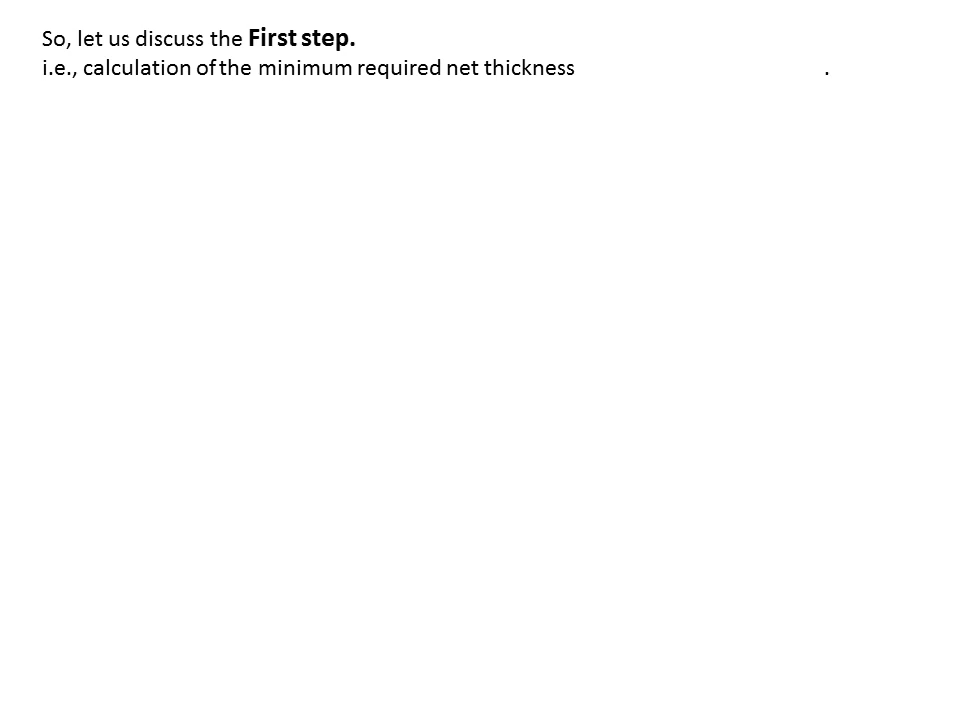 So, let us discuss the First step.
i.e., calculation of the minimum required net thickness .